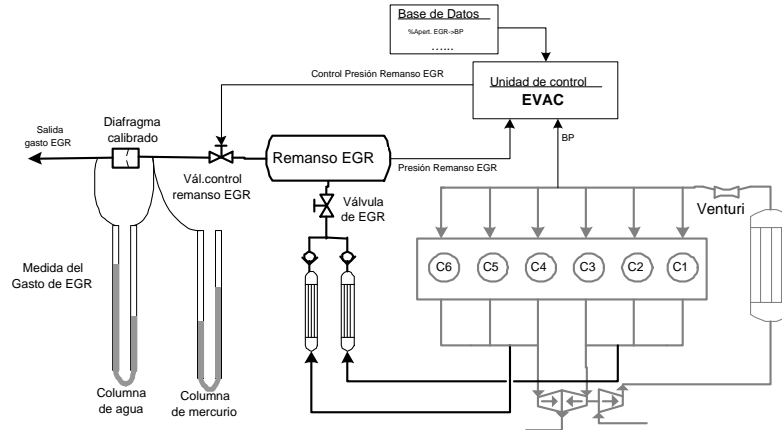 Base de Datos
%Apert. EGR->BP
......
Control Presión Remanso EGR
Unidad de control
EVAC
Salida
gasto EGR
Diafragma
calibrado
Vál.control
remanso EGR
Remanso EGR
Presión Remanso EGR
BP
Válvula
de EGR
Venturi
Medida del
Gasto de EGR
C6
C5
C4
C3
C2
C1
Columna
de agua
Columna
de mercurio